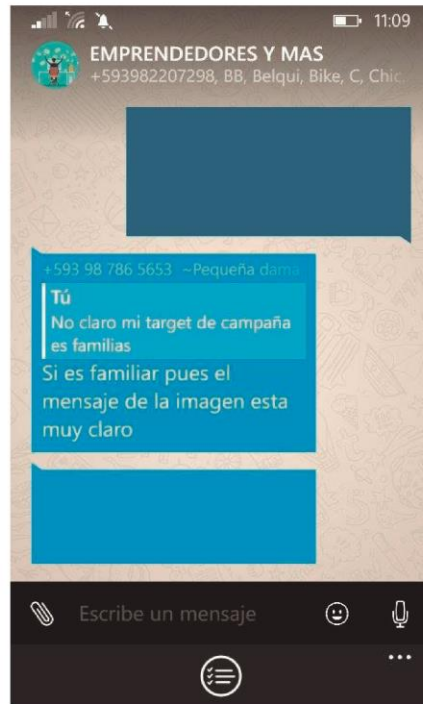 11:09
EMPRENDEDORES Y MAS
+593982207298, BB, Belqui, Bike, C, Chic.
+593 98 786 5653 ~Pequeña dama
Tú
No claro mi target de campaña
es familias
Si es familiar pues el
mensaje de la imagen esta
muy claro
Escribe un mensaje